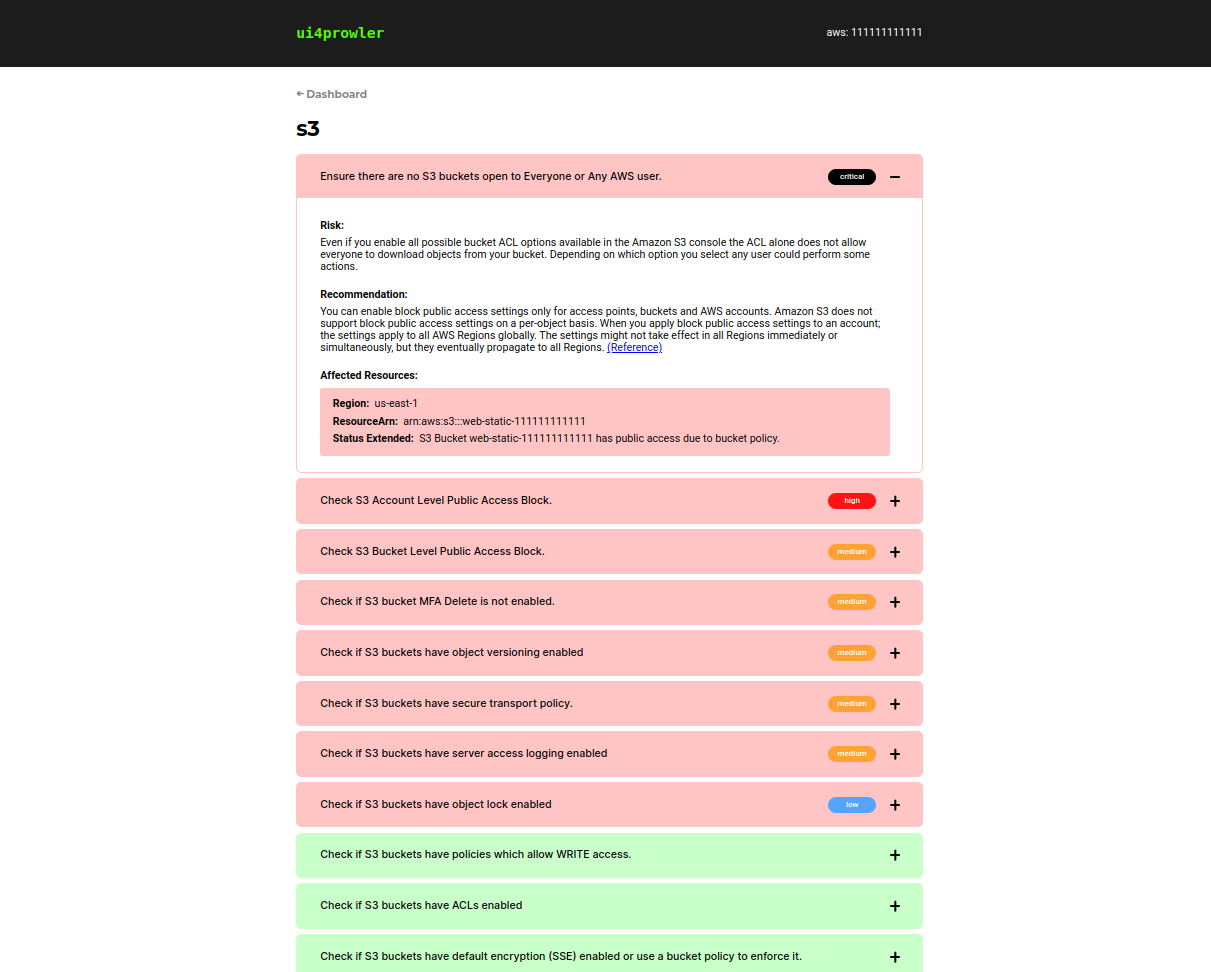 ui4prowler
aws: 111111111111
← Dashboard
s3
Ensure there are no S3 buckets open to Everyone or Any AWS user.
critical
Risk:
Even if you enable all possible bucket ACL options available in the Amazon S3 console the ACL alone does not allow
everyone to download objects from your bucket. Depending on which option you select any user could perform some
actions.
Recommendation:
You can enable block public access settings only for access points, buckets and AWS accounts. Amazon S3 does not
support block public access settings on a per-object basis. When you apply block public access settings to an account;
the settings apply to all AWS Regions globally. The settings might not take effect in all Regions immediately or
simultaneously, but they eventually propagate to all Regions. (Reference)
Affected Resources:
Region: us-east-1
ResourceArn: arn:aws:s3:::web-static-111111111111
Status Extended: S3 Bucket web-static-111111111111 has public access due to bucket policy.
Check S3 Account Level Public Access Block.
high
Check S3 Bucket Level Public Access Block.
medium
Check if S3 bucket MFA Delete is not enabled.
medium
Check if S3 buckets have object versioning enabled
medium
Check if S3 buckets have secure transport policy.
medium
Check if S3 buckets have server access logging enabled
medium
Check if S3 buckets have object lock enabled
low
Check if S3 buckets have policies which allow WRITE access.
Check if S3 buckets have ACLs enabled
Check if S3 buckets have default encryption (SSE) enabled or use a bucket policy to enforce it.